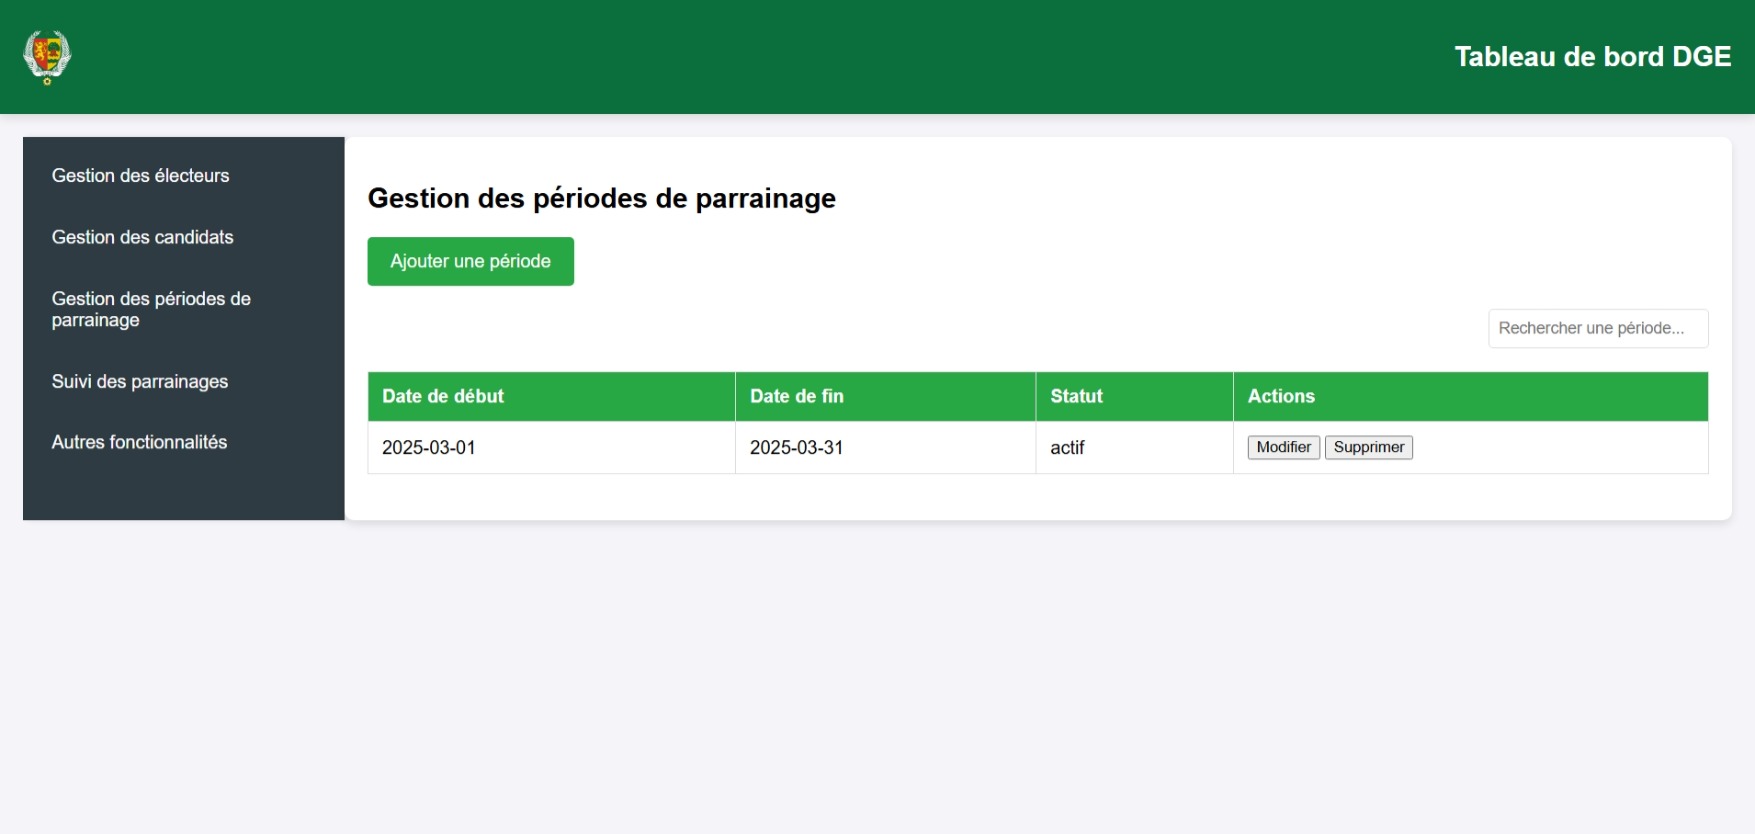 Tableau de bord DGE
Gestion des électeurs
Gestion des candidats
Gestion des périodes de
parrainage
Suivi des parrainages
Autres fonctionnalités
Gestion des périodes de parrainage
Ajouter une période
Rechercher une période...
Date de début Date de fin Statut Actions
2025-03-01 2025-03-31 actif Modifier Supprimer